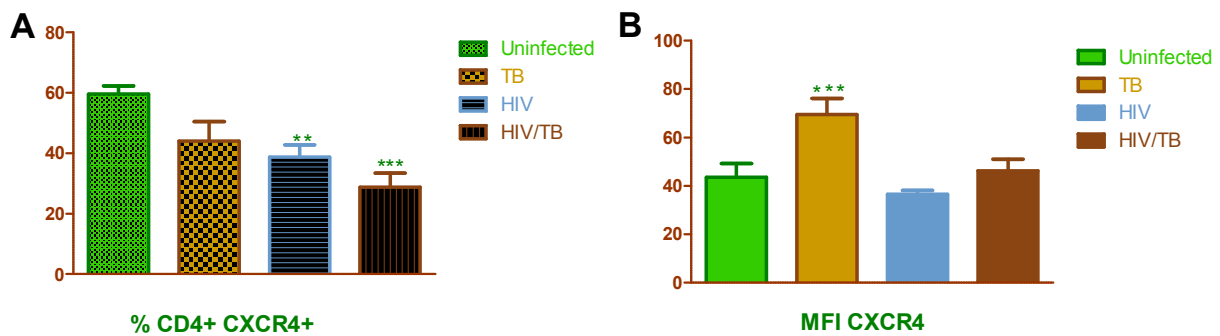 A
80
60
40
20
0
**
***
Uninfected
TB
HIV
HIV/TB
% CD4+ CXCR4+
B
100
80
60
40
20
0
***
Uninfected
TB
HIV
HIV/TB
MFI CXCR4